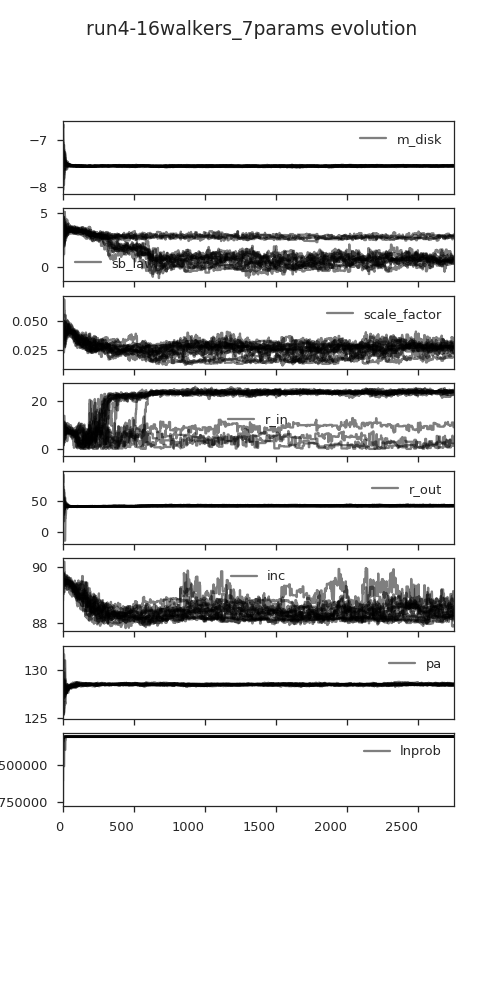 run4-16walkers_7params evolution
−7
m_disk
−8
5
0
sb_la
0.050
scale_factor
0.025
20
r_in
0
50
r_out
0
90
inc
88
130
pa
125
500000
lnprob
750000
0 500 1000 1500 2000 2500